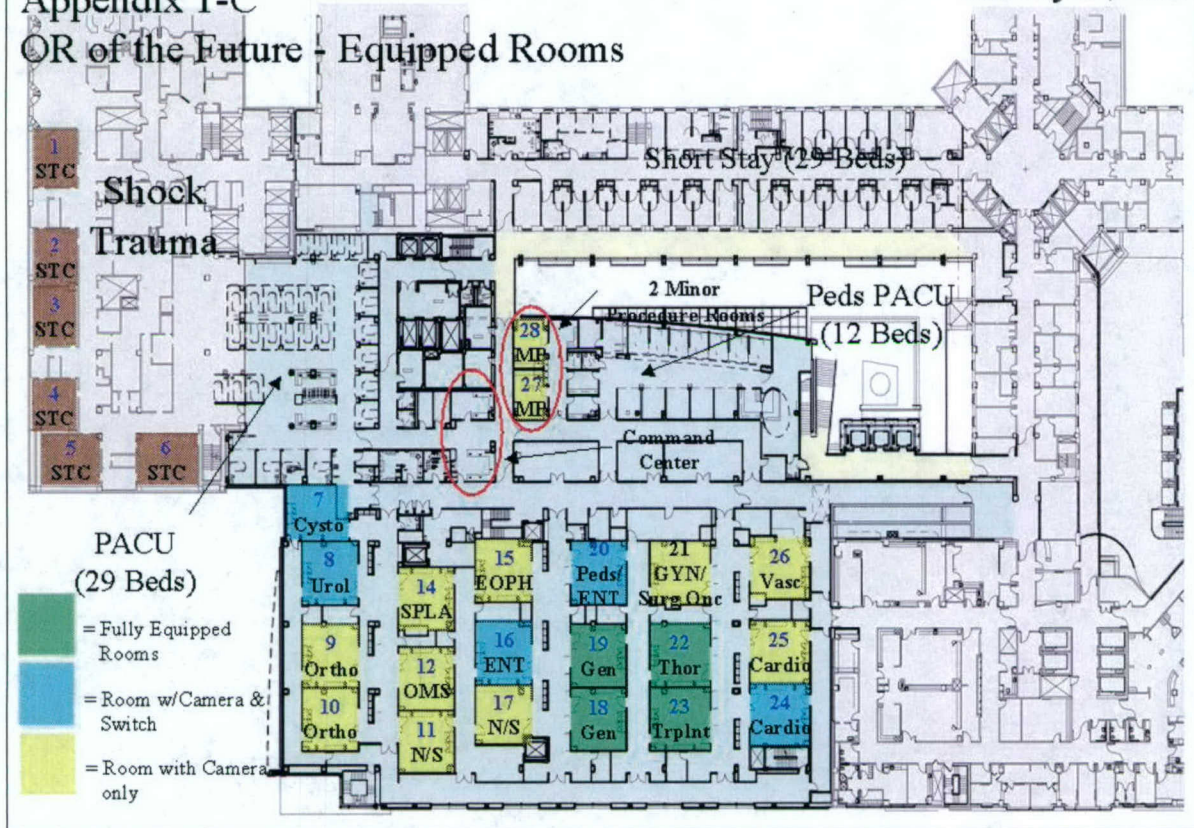 Appendix 1-C
OR of the Future - Equipped Rooms
1
STC
Shock
Trauma
2
STC
3
STC
4
STC
5
STC
6
STC
Short Stay (29 Beds)
2 Minor
Procedure Rooms
Peds PACU
(12 Beds)
28
MP
27
MP
Command
Center
PACU
(29 Beds)
= Fully Equipped
Rooms
= Room w/Camera &
Switch
= Room with Camera
only
7
Cysto
8
Urol
9
Ortho
10
Ortho
14
SPLA
12
OMS
11
N/S
15
EOPH
16
ENT
17
N/S
20
Peds/
ENT
19
Gen
18
Gen
21
GYN/
Surg Onc
22
Thor
23
Trplnt
26
Vasc
25
Cardio
24
Cardio